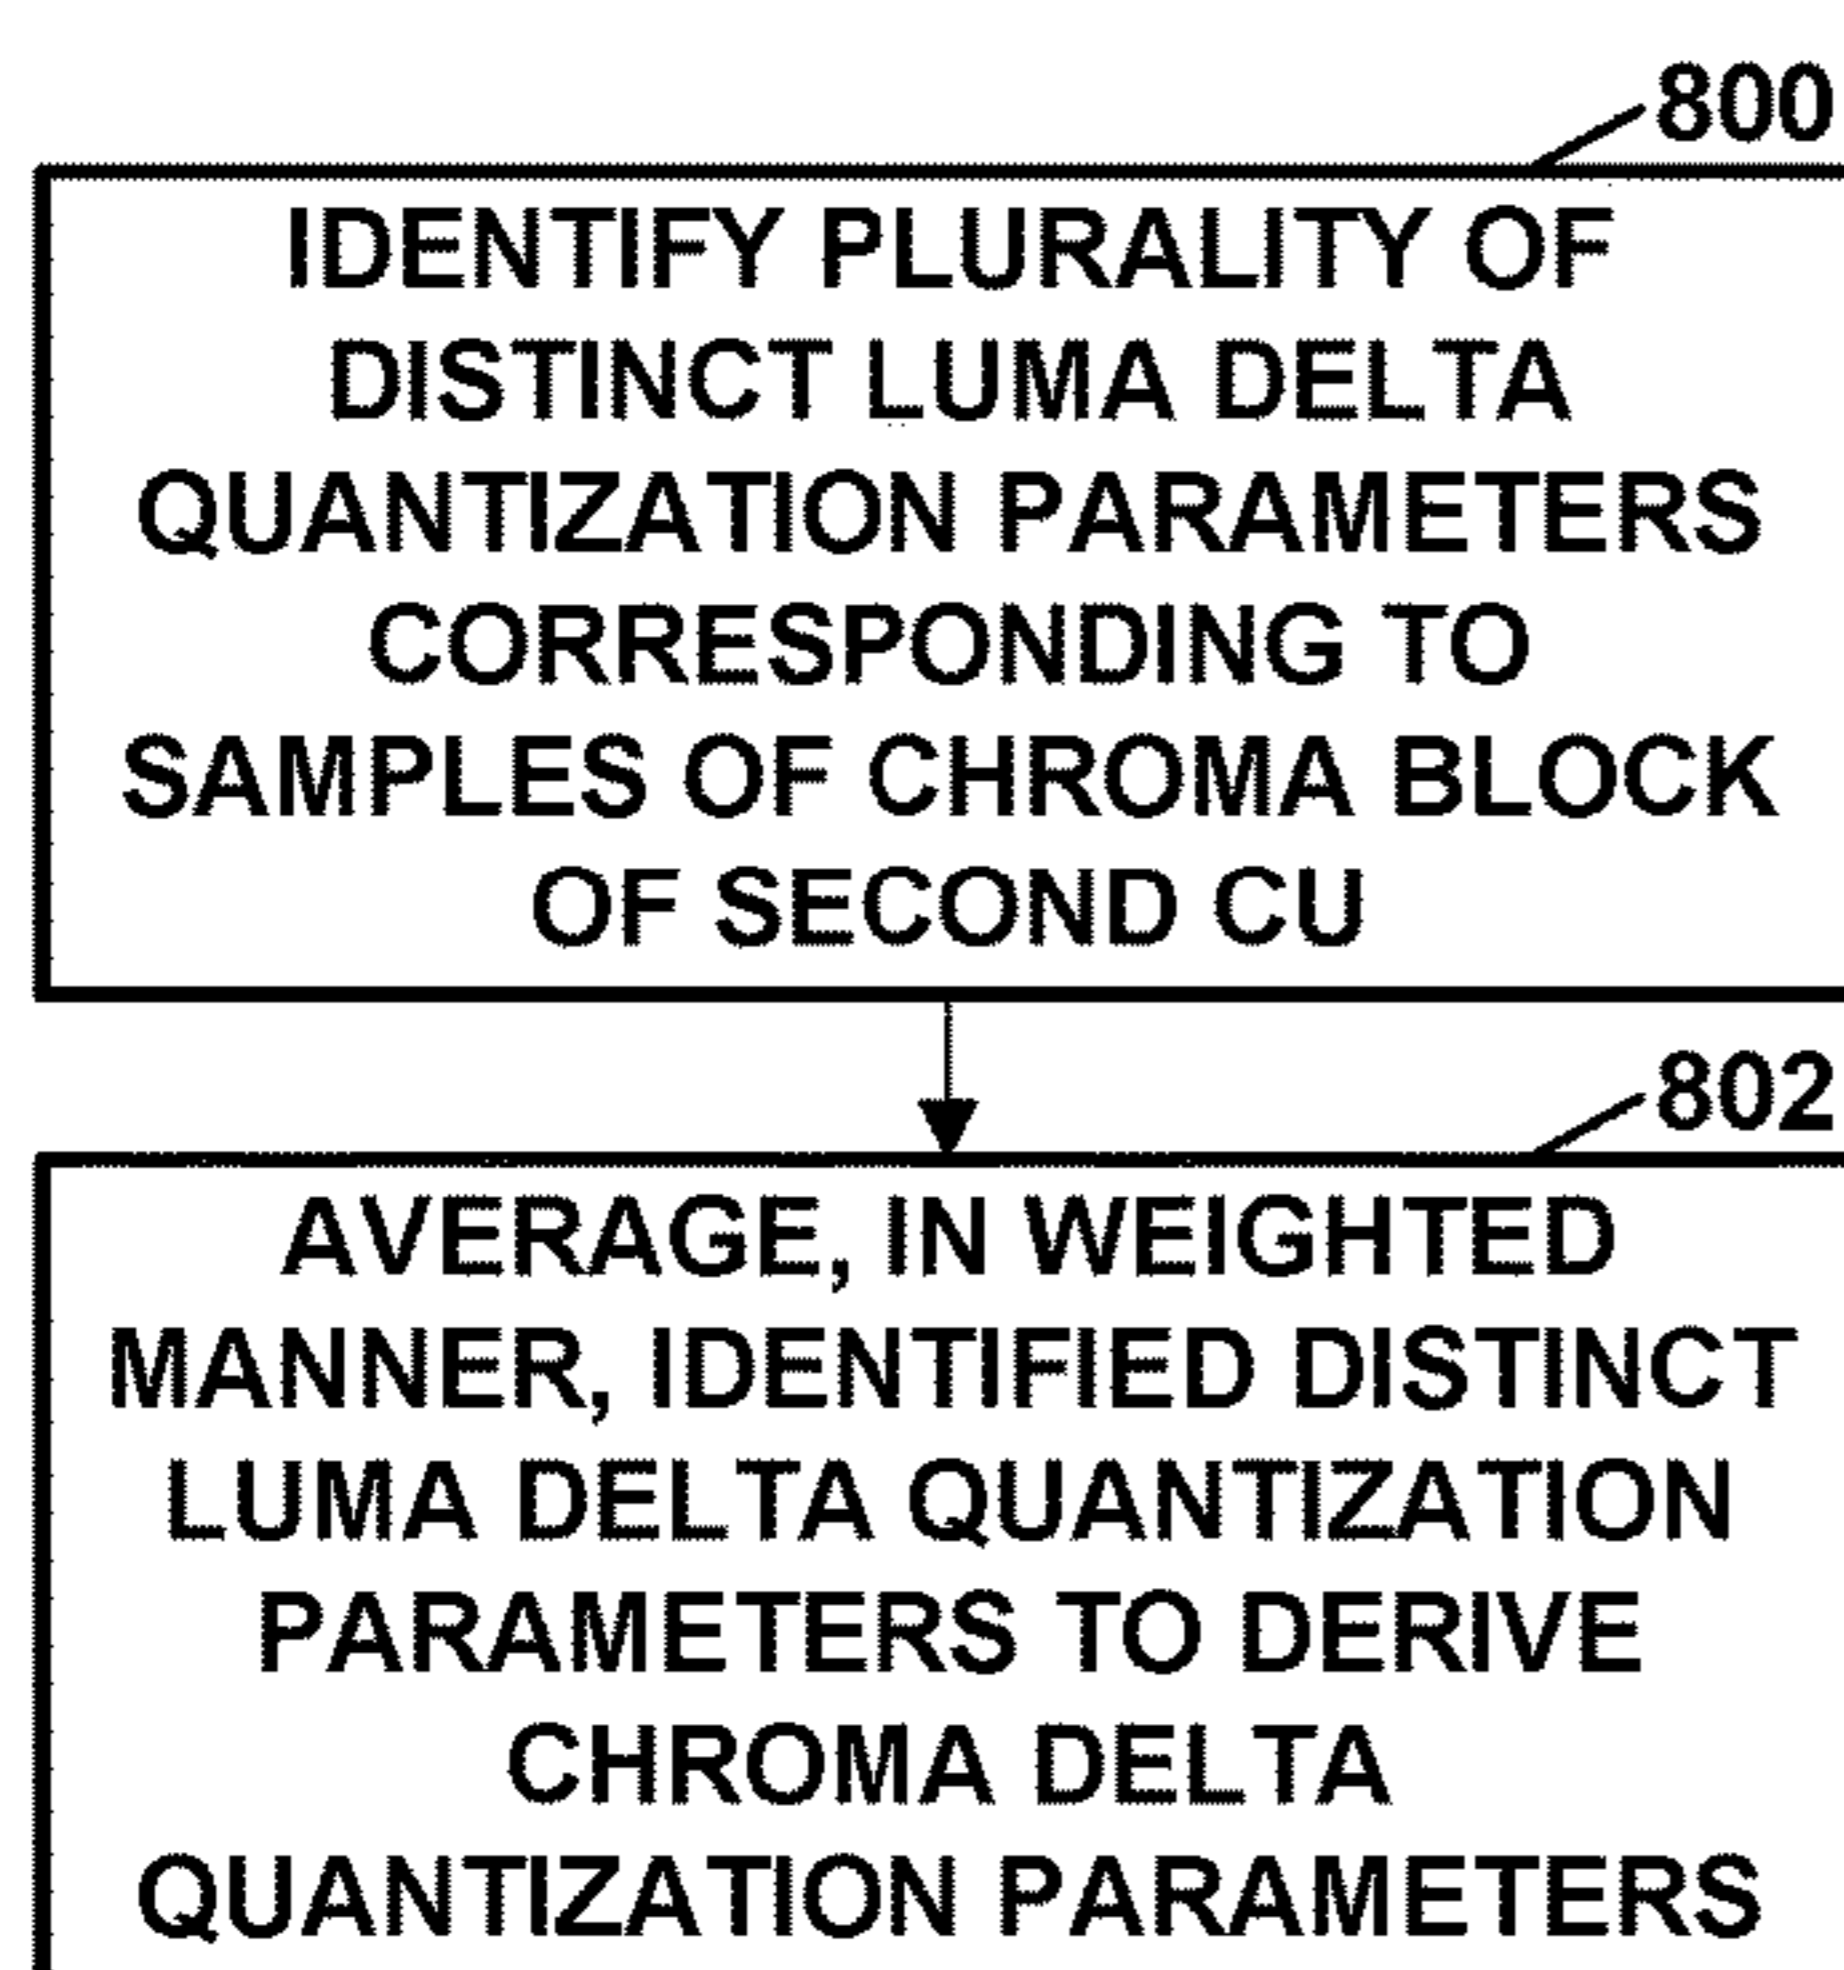 800
IDENTIFY PLURALITY OF
DISTINCT LUMA DELTA
QUANTIZATION PARAMETERS
CORRESPONDING TO
SAMPLES OF CHROMA BLOCK
OF SECOND CU
802
AVERAGE, IN WEIGHTED
MANNER, IDENTIFIED DISTINCT
LUMA DELTA QUANTIZATION
PARAMETERS TO DERIVE
CHROMA DELTA
QUANTIZATION PARAMETERS